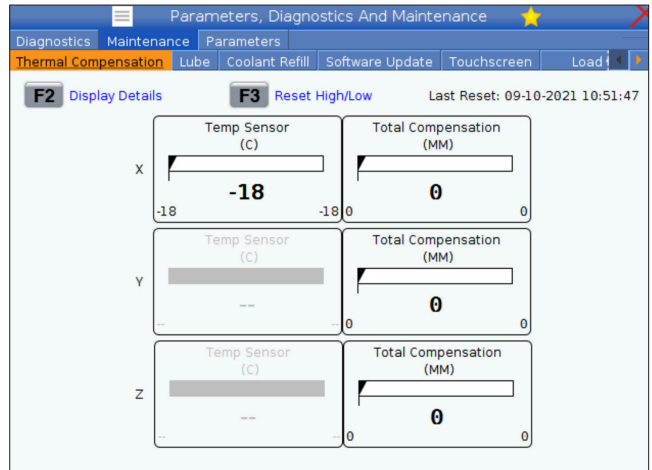 Parameters, Diagnostics And Maintenance
Diagnostics Maintenance Parameters
Thermal Compensation Lube Coolant Refill Software Update Touchscreen Load
F2 Display Details F3 Reset High/Low Last Reset: 09-10-2021 10:51:47
Temp Sensor Total Compensation
(C) (MM)
X
-18 0
-18 -18 0 0
Temp Sensor Total Compensation
(C) (MM)
Y
-- 0
-- -- 0 0
Temp Sensor Total Compensation
(C) (MM)
Z
-- 0
-- -- 0 0